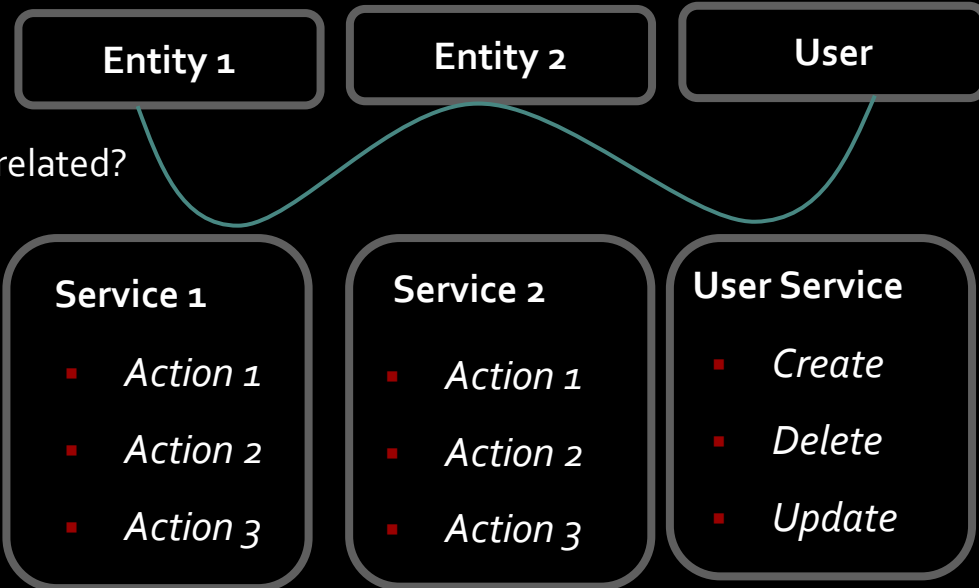 Entity 1
Entity 2
User
related?
Service 1
Action 1
Action 2
Action 3
Service 2
Action 1
Action 2
Action 3
User Service
Create
Delete
Update